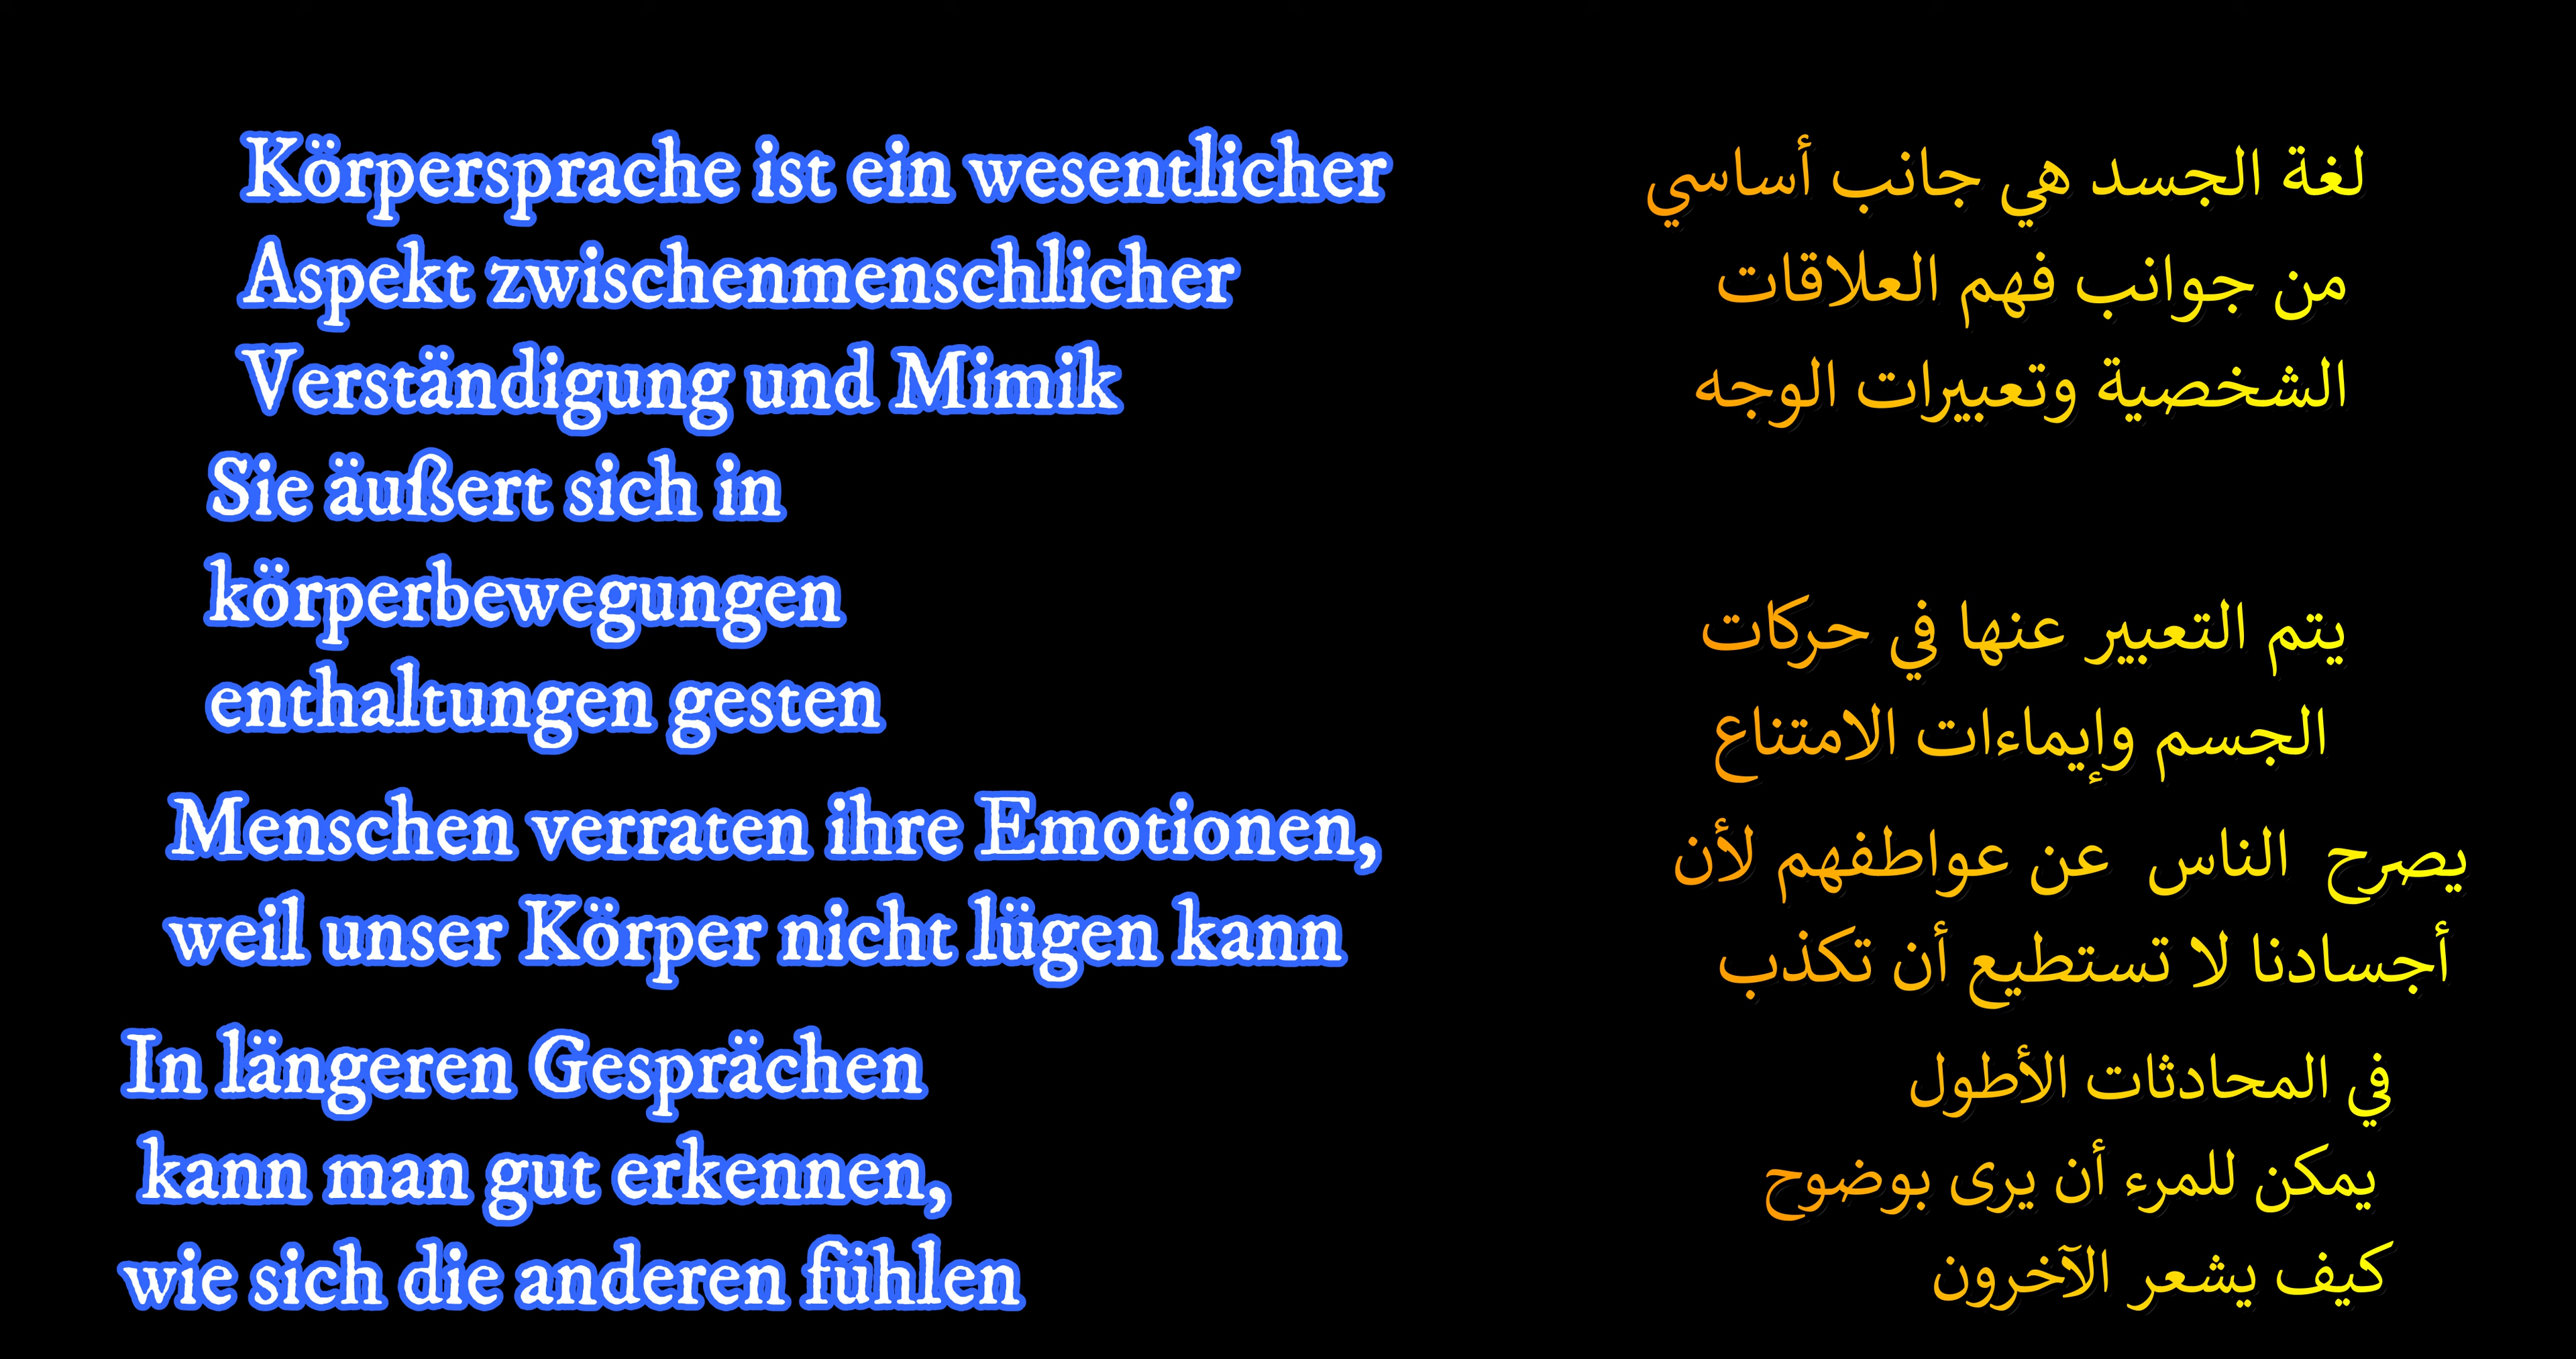 Körpersprache ist ein wesentlicher
Aspekt zwischenmenschlicher
Verständigung und Mimik
Sie äußert sich in
körperbewegungen
enthaltungen gesten
Menschen verraten ihre Emotionen,
weil unser Körper nicht lügen kann
In längeren Gesprächen
kann man gut erkennen,
wie sich die anderen fühlen
لغة الجسد هي جانب أساسي
من جوانب فهم العلاقات
الشخصية وتعبيرات الوجه
يتم التعبير عنها في حركات
الجسم وإيماءات الامتناع
يصرح الناس عن عواطفهم لأن
أجسادنا لا تستطيع أن تكذب
في المحادثات الأطول
يمكن للمرء أن يرى بوضوح
كيف يشعر الآخرون